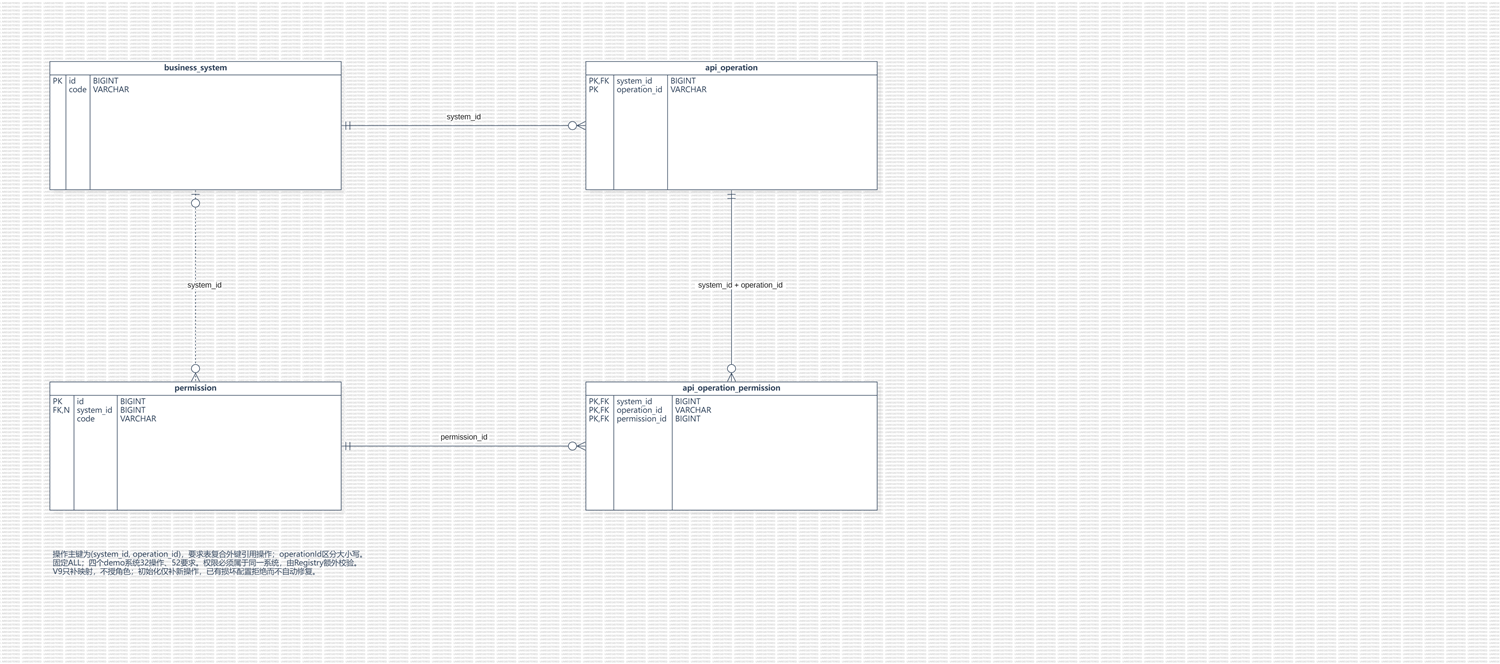 business_system
PK id BIGINT
code VARCHAR
api_operation
PK,FK system_id BIGINT
PK operation_id VARCHAR
system_id
system_id
system_id + operation_id
permission
PK id BIGINT
FK,N system_id BIGINT
code VARCHAR
api_operation_permission
PK,FK system_id BIGINT
PK,FK operation_id VARCHAR
PK,FK permission_id BIGINT
permission_id
操作主键为(system_id, operation_id)，要求表复合外键引用操作；operationId区分大小写。
固定ALL；四个demo系统32操作、52要求。权限必须属于同一系统，由Registry额外校验。
V9只补映射，不授角色；初始化仅补新操作，已有损坏配置拒绝而不自动修复。